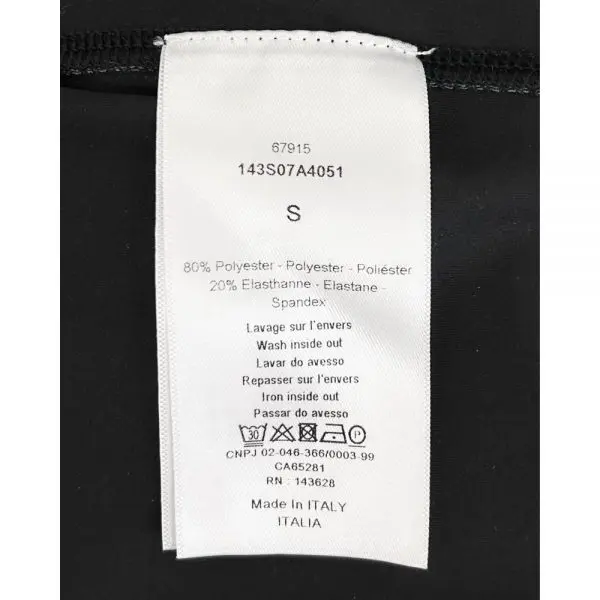 67915
143S07A4051
S
80% Polyester - Polyester - Poliéster
20% Elasthanne - Elastane -
Spandex
Lavage sur l'envers
Wash inside out
Lavar do avesso
Repasser sur l'envers
Iron inside out
Passar do avesso
30 P
CNPJ 02-046-366/0003-99
CA65281
RN : 143628
Made In ITALY
ITALIA